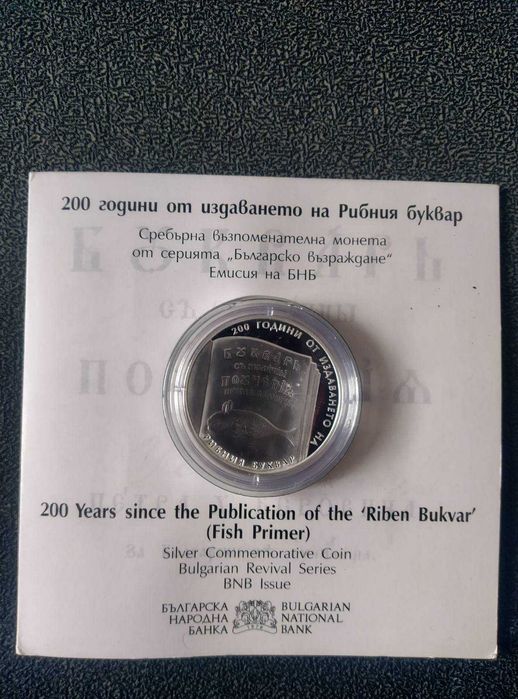 200 години от издаването на Рибния буквар
Сребърна възпоменателна монета
от серията „Българско възраждане“
Емисия на БНБ
200 ГОДИНИ ОТ ИЗДАВАНЕТО НА
БУКВАРЬ
РИБНИЯ БУКВАР
200 Years since the Publication of the ‘Riben Bukvar’
(Fish Primer)
Silver Commemorative Coin
Bulgarian Revival Series
BNB Issue
БЪЛГАРСКА
НАРОДНА
БАНКА
BULGARIAN
NATIONAL
BANK